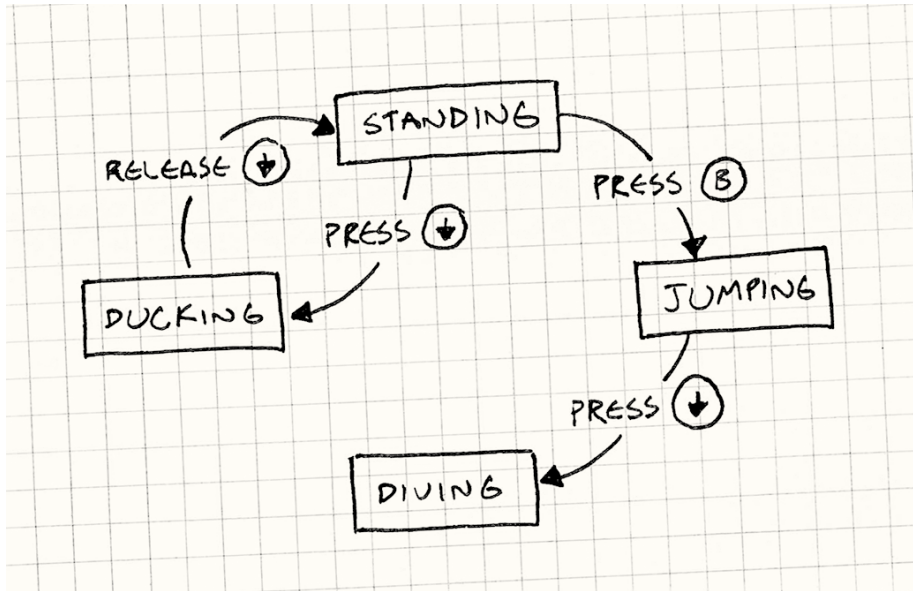 STANDING
RELEASE ↓
PRESS B
PRESS ↓
DUCKING
JUMPING
PRESS ↓
DIVING